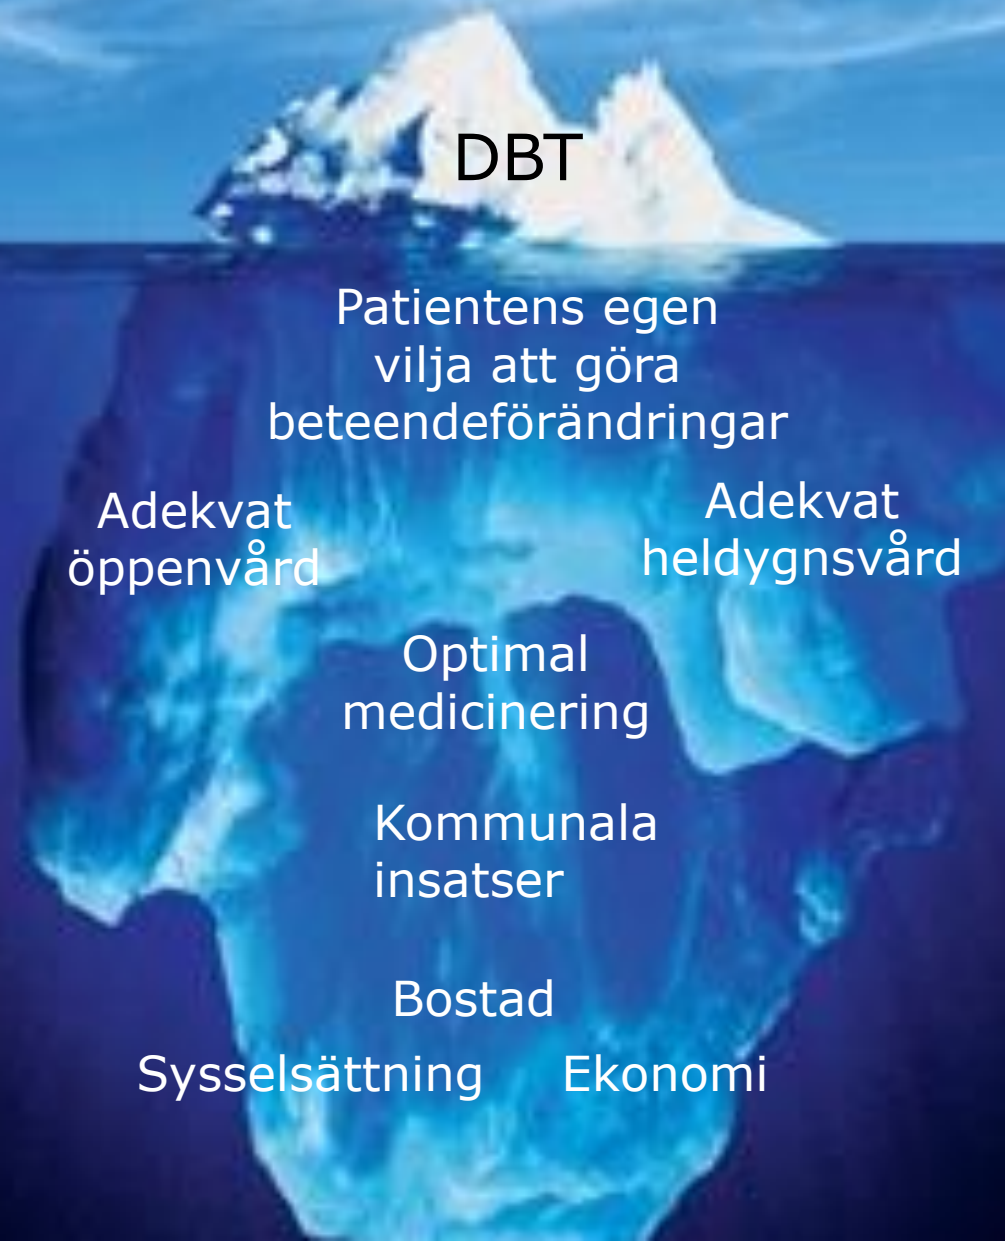 DBT
Patientens egen
vilja att göra
beteendeförändringar
Adekvat
öppenvård
Adekvat
heldygnsvård
Optimal
medicinering
Kommunala
insatser
Bostad
Sysselsättning
Ekonomi